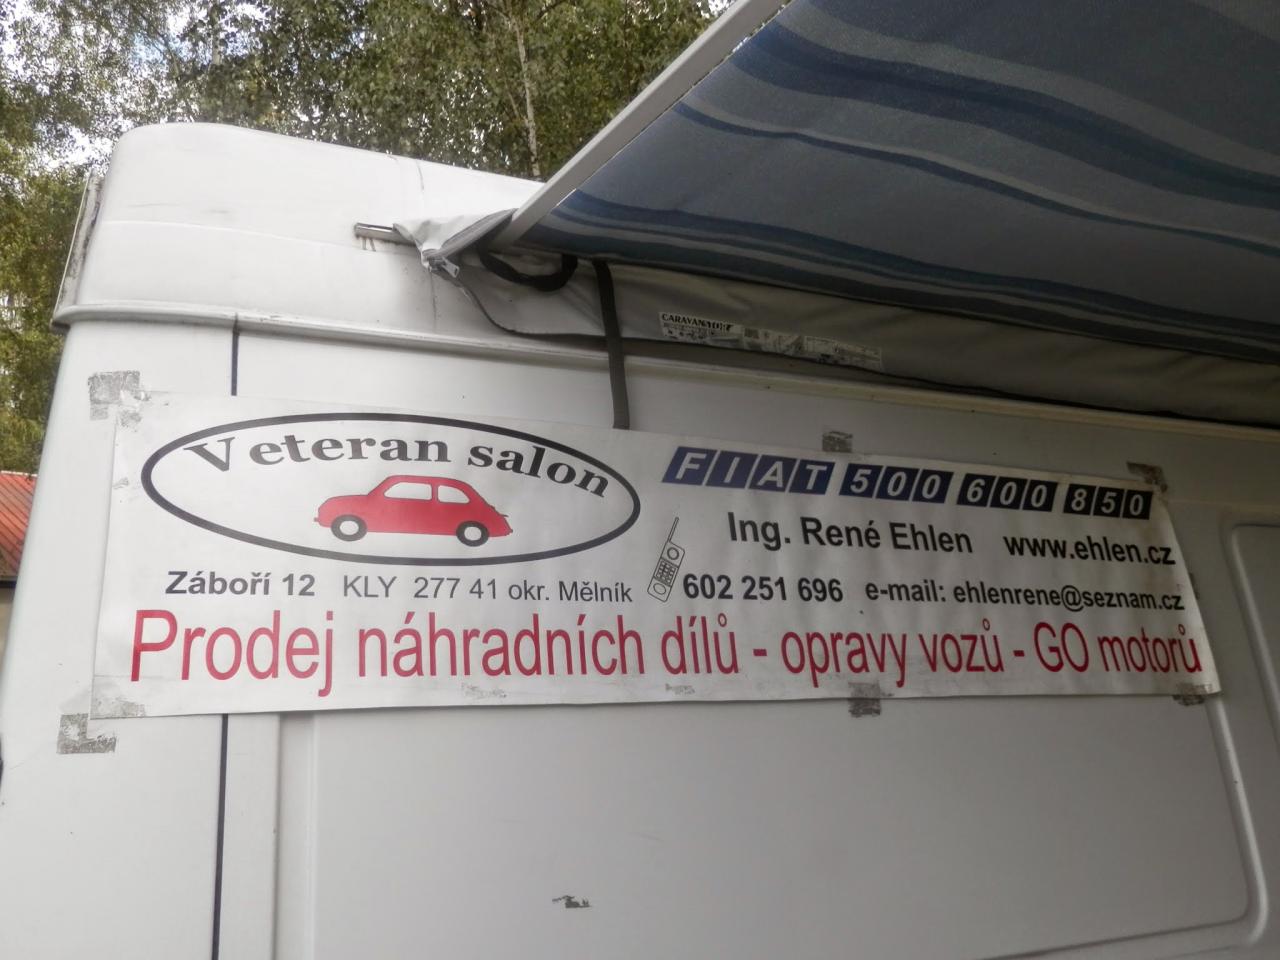 CARAVANSTOR
Veteran salon
FIAT 500 600 850
Ing. René Ehlen www.ehlen.cz
Záboří 12 KLY 277 41 okr. Mělník
602 251 696 e-mail: ehlenrene@seznam.cz
Prodej náhradních dílů - opravy vozů - GO motorů